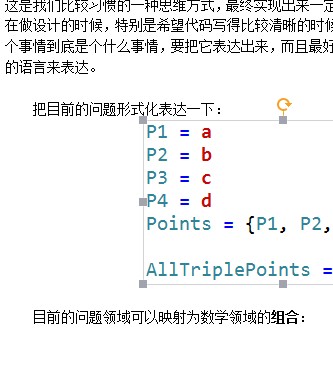 这是我们比较习惯的一种思维方式，最终实现出来一定
在做设计的时候，特别是希望代码写得比较清晰的时候
个事情到底是个什么事情，要把它表达出来，而且最好
的语言来表达。
把目前的问题形式化表达一下：
P1 = a
P2 = b
P3 = c
P4 = d
Points = {P1, P2,
AllTriplePoints =
目前的问题领域可以映射为数学领域的组合：